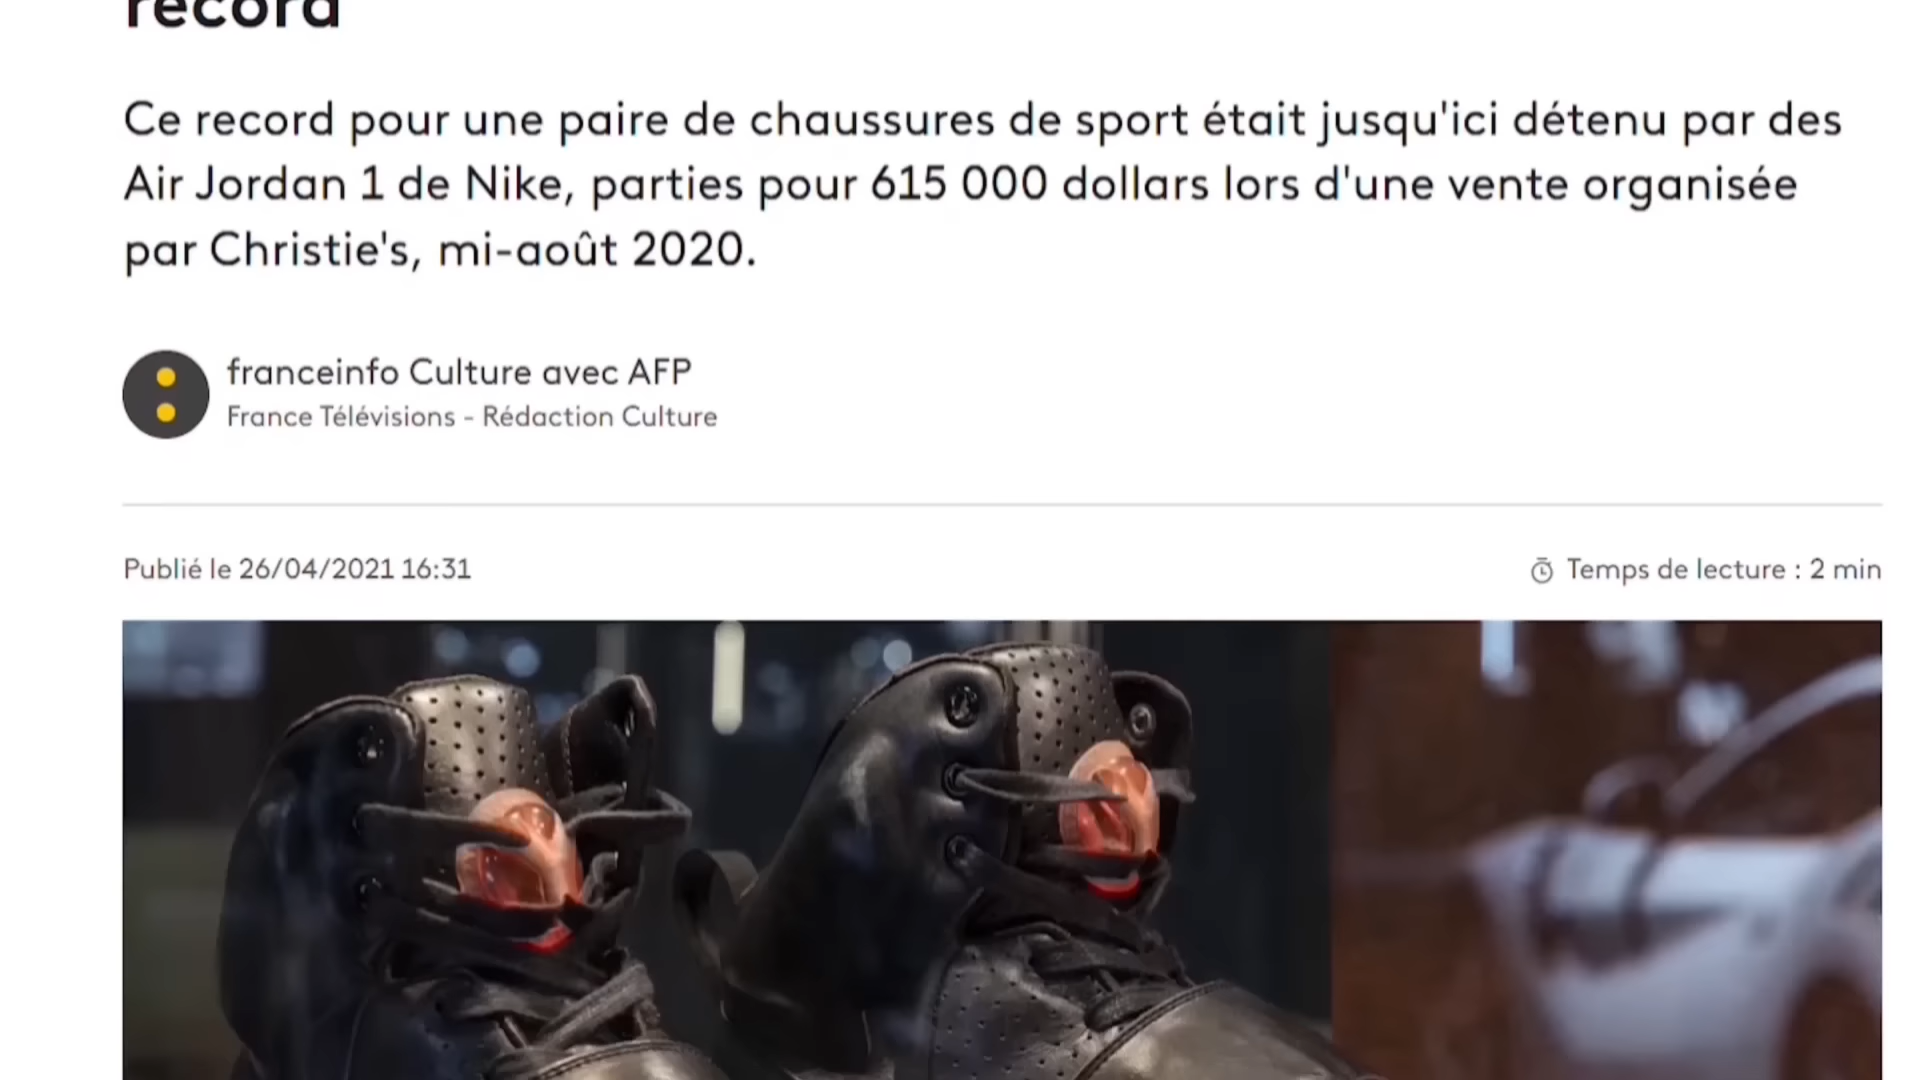 record
Ce record pour une paire de chaussures de sport était jusqu'ici détenu par des
Air Jordan 1 de Nike, parties pour 615 000 dollars lors d'une vente organisée
par Christie's, mi-août 2020.
franceinfo Culture avec AFP
France Télévisions - Rédaction Culture
Publié le 26/04/2021 16:31
Temps de lecture : 2 min